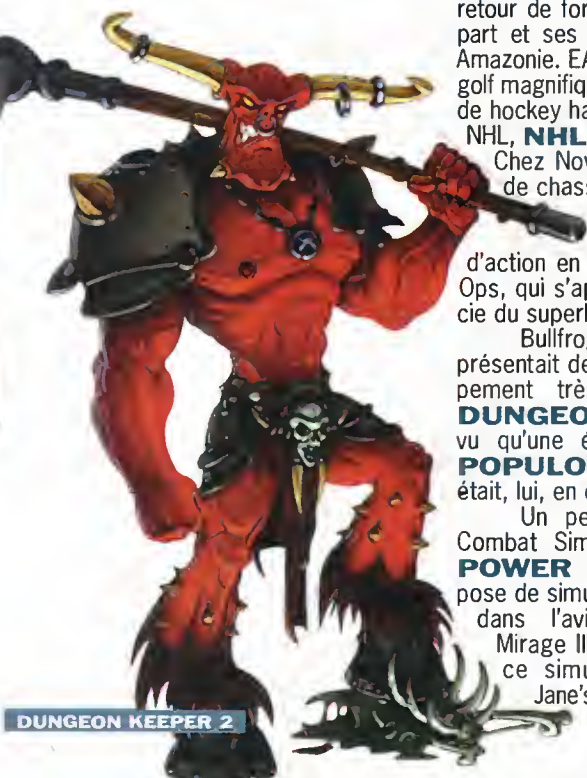 retour de for
part et ses
Amazonie. EA
golf magnifiq
de hockey ha
NHL, NHL
Chez Nov
de chass
d'action en
Ops, qui s'ap
cie du superh
Bullfro
présentait de
pement trè
DUNGEO
vu qu'une é
POPULO
était, lui, en
Un pe
Combat Sim
POWER
pose de simu
dans l'avi
Mirage II
ce simu
Jane's
DUNGEON KEEPER 2